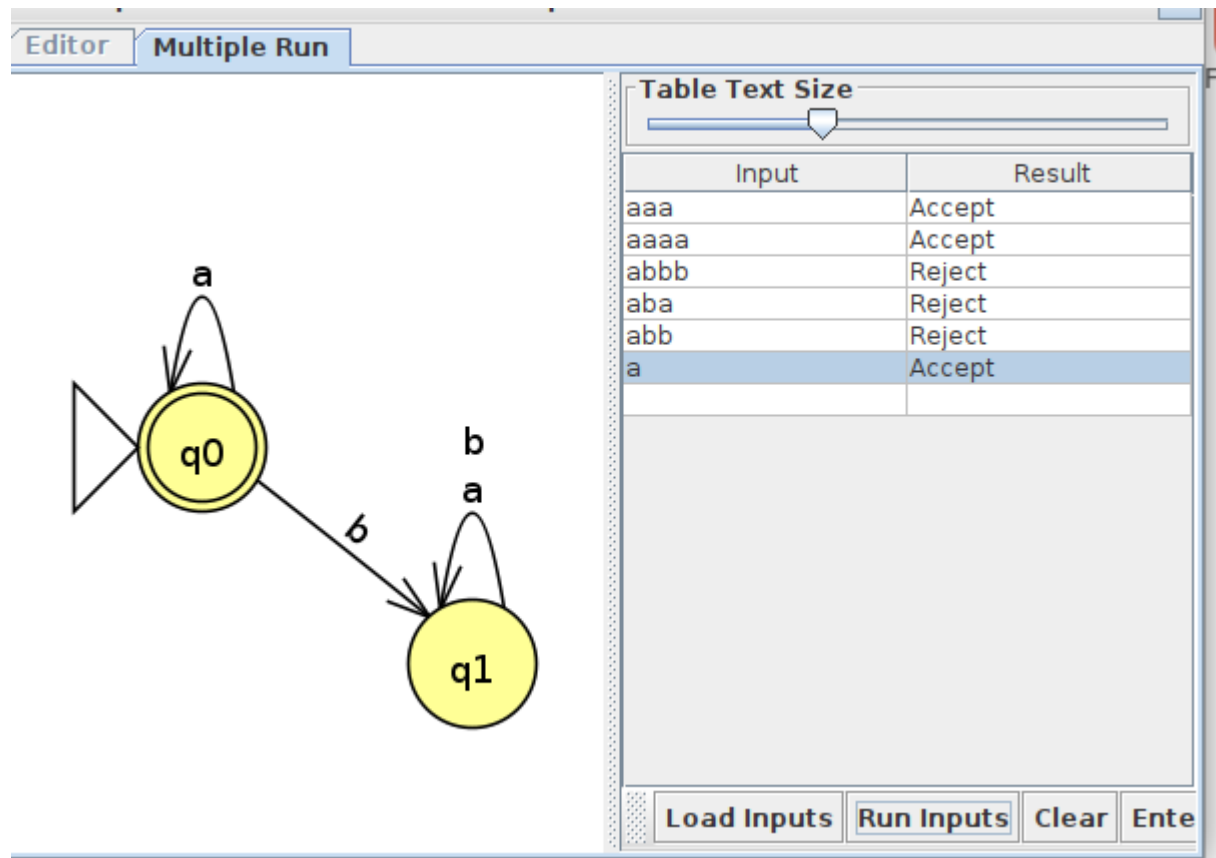 Editor Multiple Run
Table Text Size
Input Result
aaa Accept
aaaa Accept
abbb Reject
aba Reject
abb Reject
a Accept
a
q0
b
b
a
q1
Load Inputs Run Inputs Clear Ente